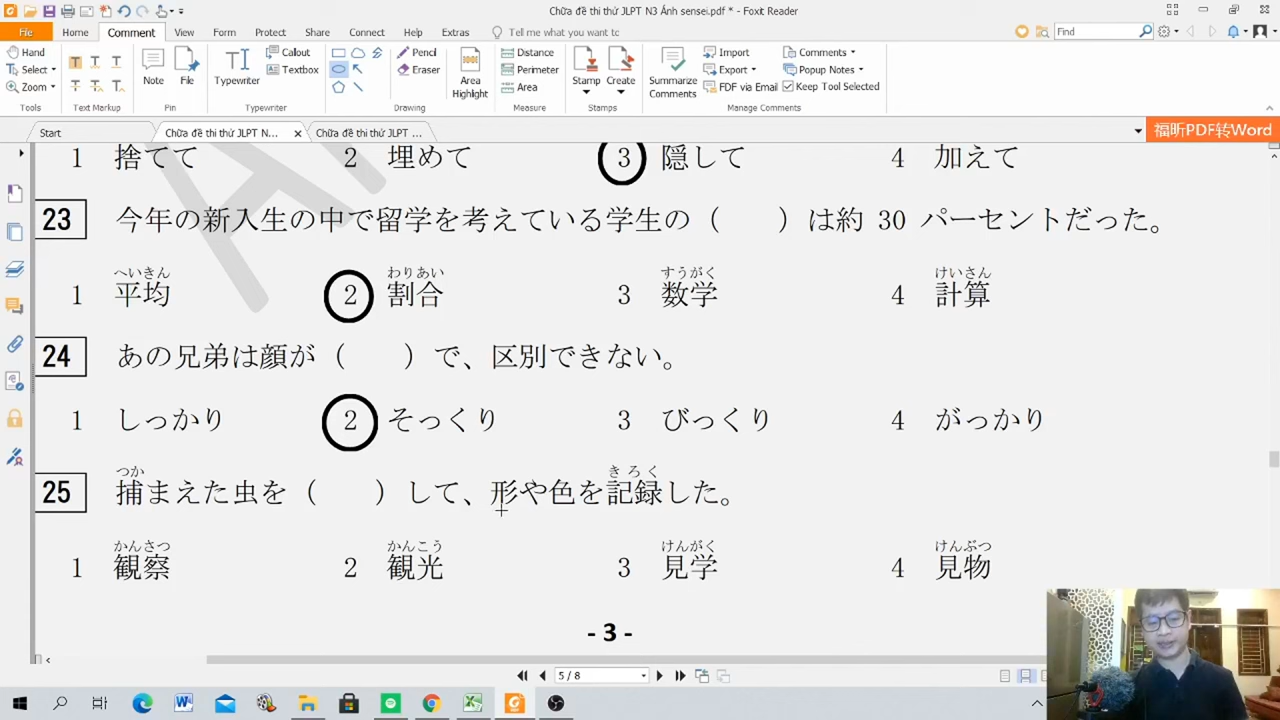 Chữa đề thi thử JLPT N3 Ánh sensei.pdf * - Foxit Reader
File Home Comment View Form Protect Share Connect Help Extras Tell me what you want to do Find
Hand Select Zoom Tools
Text Markup
Note File Pin
Typewriter Callout Textbox Typewriter
Pencil Eraser Drawing
Area Highlight
Distance Perimeter Area Measure
Stamp Create Stamps
Summarize Comments Import Export FDF via Email Comments Popup Notes Keep Tool Selected Manage Comments
Start Chữa đề thi thử JLPT N... Chữa đề thi thử JLPT ... 福昕PDF转Word
1 捨てて 2 埋めて 3 隠して 4 加えて
23 今年の新入生の中で留学を考えている学生の（ ）は約 30 パーセントだった。
へいきん わりあい すうがく けいさん
1 平均 2 割合 3 数学 4 計算
24 あの兄弟は顔が（ ）で、区別できない。
1 しっかり 2 そっくり 3 びっくり 4 がっかり
つか きろく
25 捕まえた虫を（ ）して、形や色を記録した。
かんさつ かんこう けんがく けんぶつ
1 観察 2 観光 3 見学 4 見物
- 3 -
5 / 8